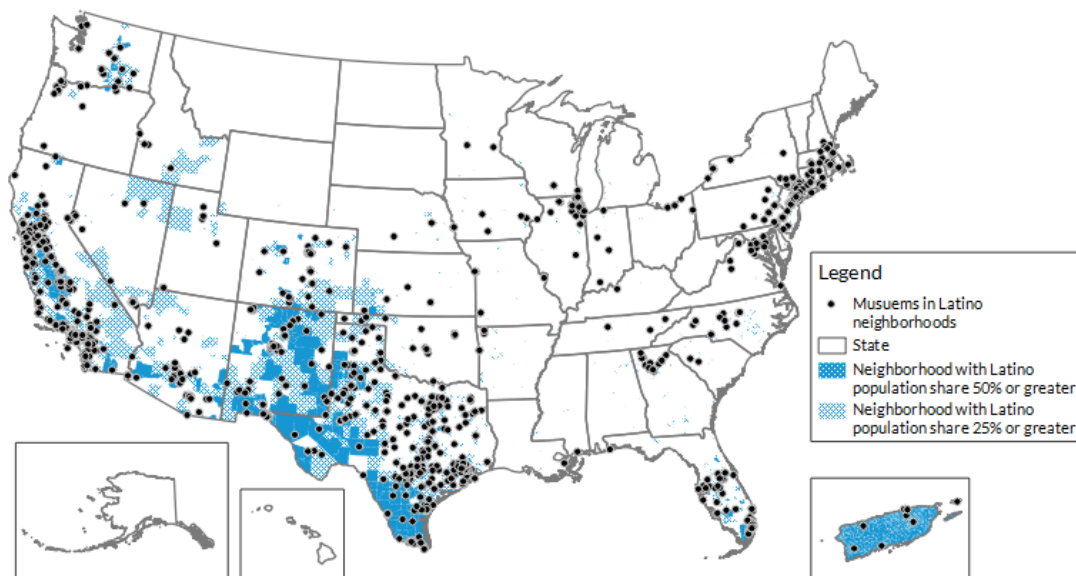 Legend
Musuems in Latino
neighborhoods
State
Neighborhood with Latino
population share 50% or greater
Neighborhood with Latino
population share 25% or greater